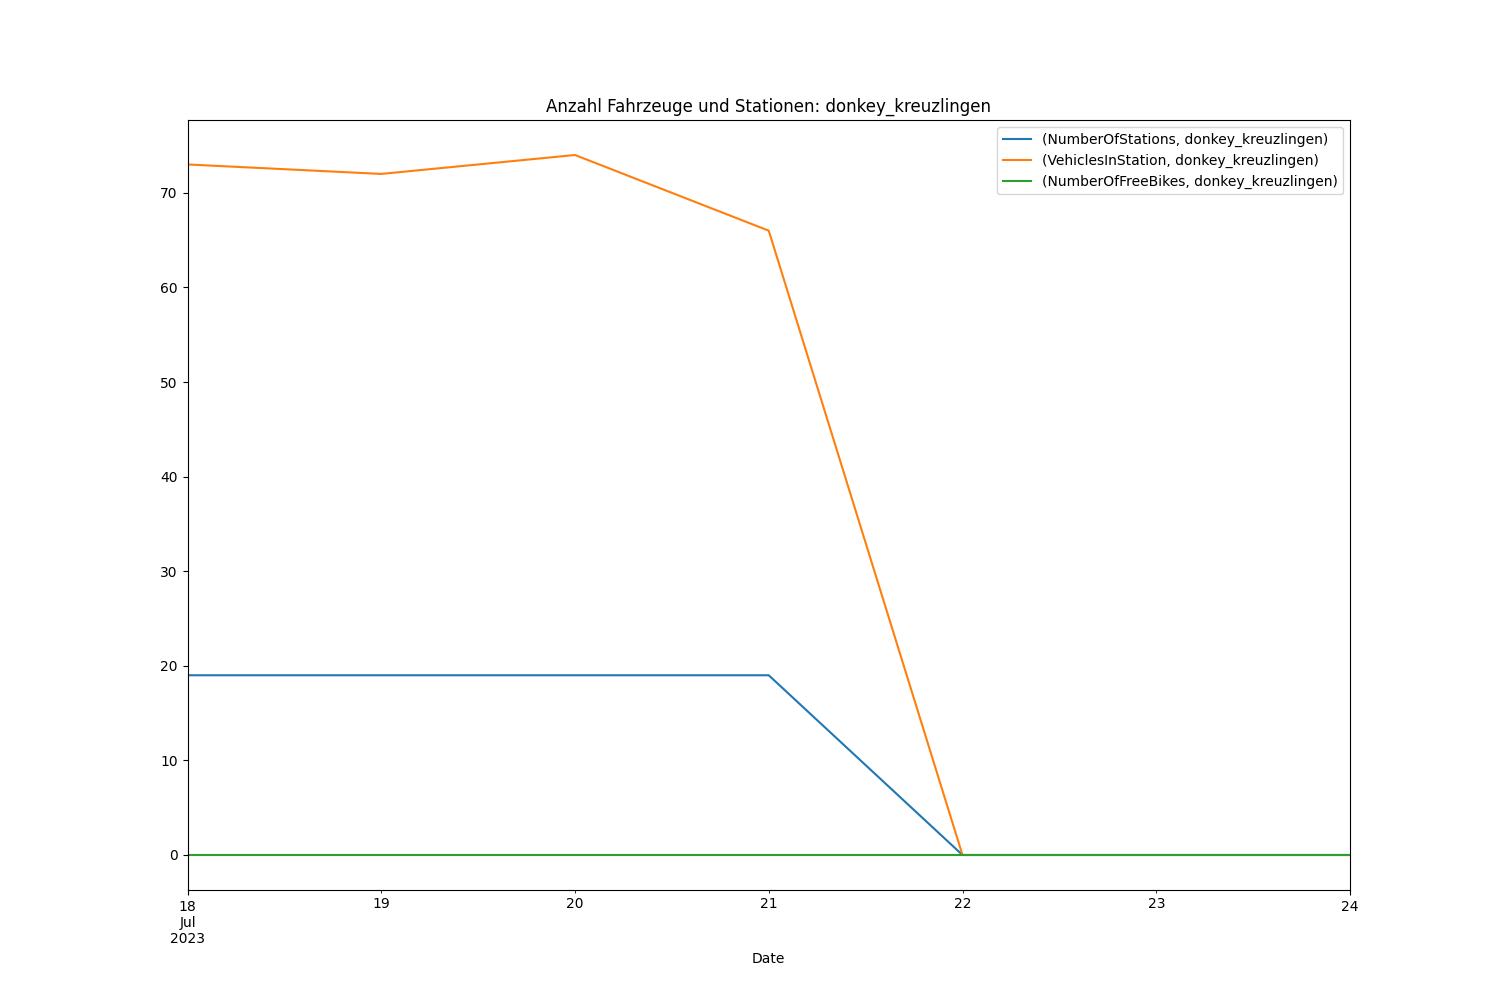 Anzahl Fahrzeuge und Stationen: donkey_kreuzlingen
(NumberOfStations, donkey_kreuzlingen)
(VehiclesInStation, donkey_kreuzlingen)
(NumberOfFreeBikes, donkey_kreuzlingen)
70
60
50
40
30
20
10
0
18 19 20 21 22 23 24
Jul
2023
Date